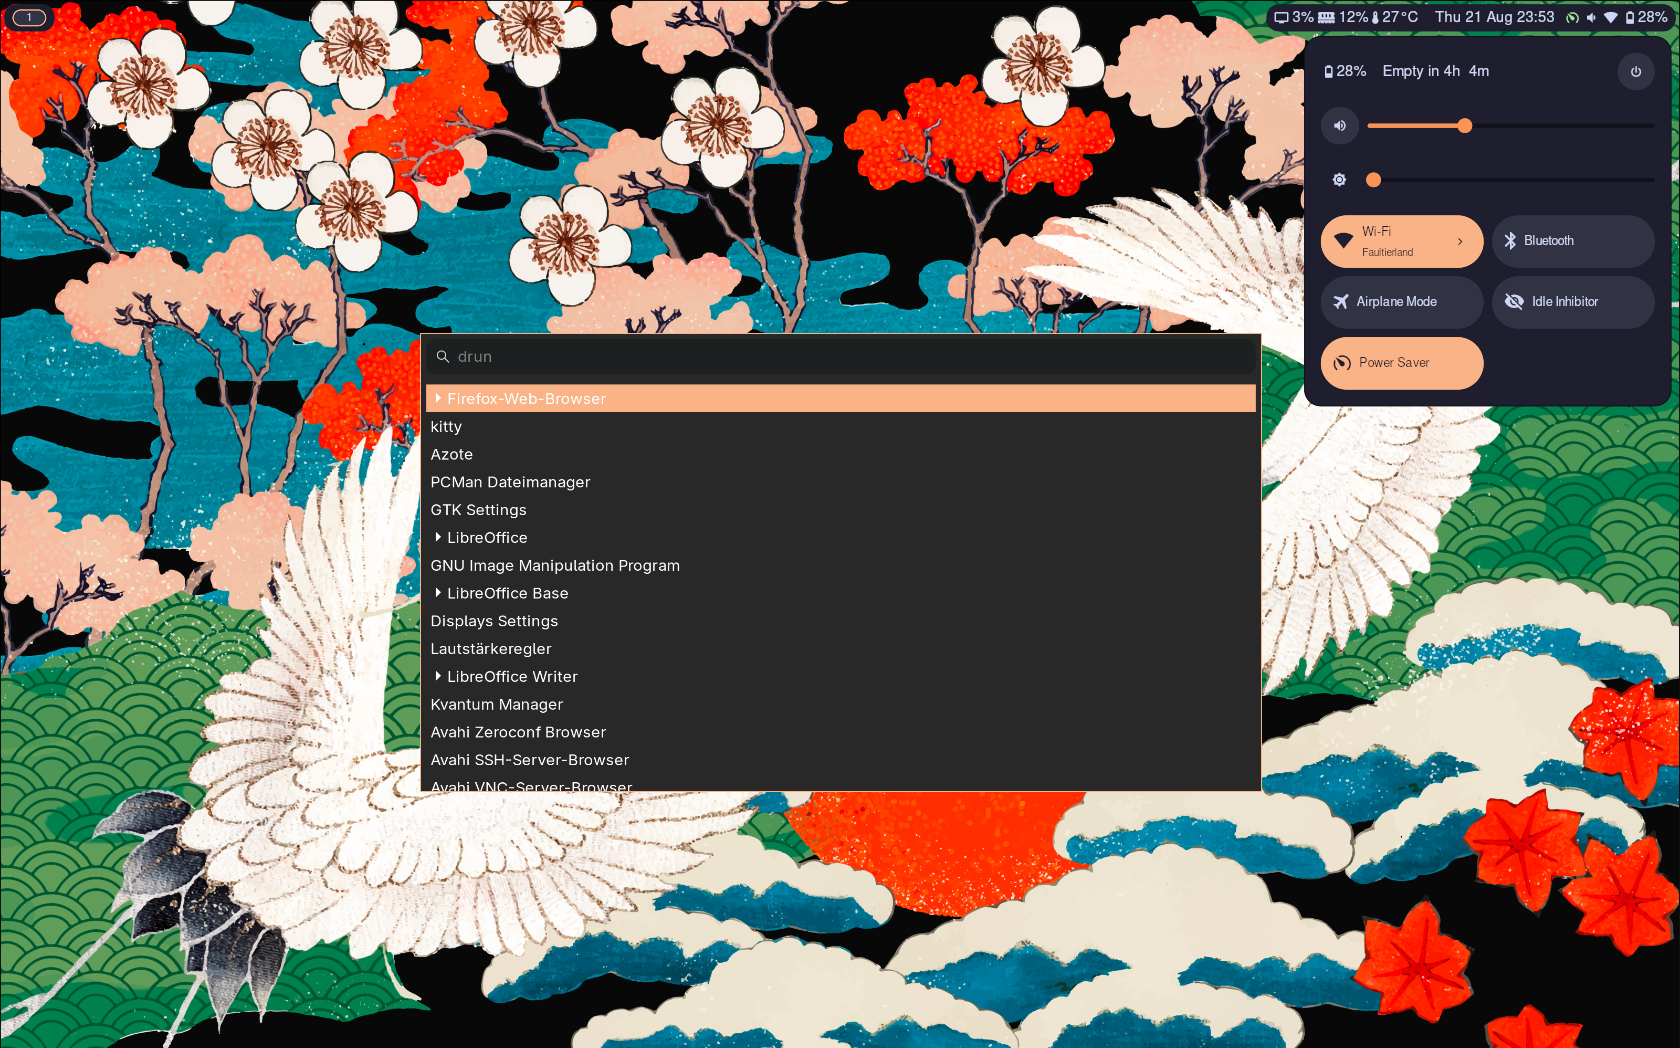 1
3% 12% 27°C Thu 21 Aug 23:53 28%
28% Empty in 4h 4m
Wi-Fi
Faultierland
Bluetooth
Airplane Mode
Idle Inhibitor
Power Saver
drun
Firefox-Web-Browser
kitty
Azote
PCMan Dateimanager
GTK Settings
LibreOffice
GNU Image Manipulation Program
LibreOffice Base
Displays Settings
Lautstärkeregler
LibreOffice Writer
Kvantum Manager
Avahi Zeroconf Browser
Avahi SSH-Server-Browser
Avahi VNC-Server-Browser